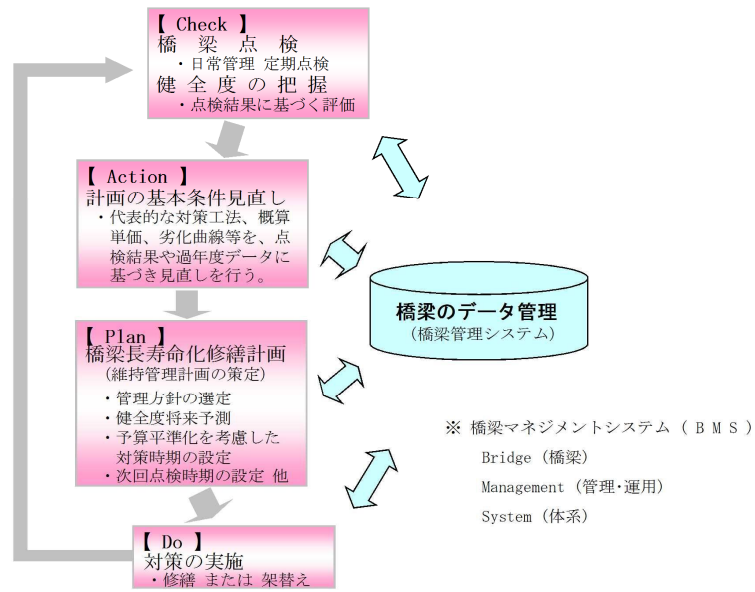 【 Check 】
橋 梁 点 検
・日常管理 定期点検
健 全 度 の 把 握
・点検結果に基づく評価
【 Action 】
計画の基本条件見直し
・代表的な対策工法、概算
単価、劣化曲線等を、点
検結果や過年度データに
基づき見直しを行う。
【 Plan 】
橋梁長寿命化修繕計画
(維持管理計画の策定)
・管理方針の選定
・健全度将来予測
・予算平準化を考慮した
対策時期の設定
・次回点検時期の設定 他
【 Do 】
対策の実施
・修繕 または 架替え
橋梁のデータ管理
(橋梁管理システム)
※ 橋梁マネジメントシステム ( B M S )
Bridge (橋梁)
Management (管理･運用)
System (体系)